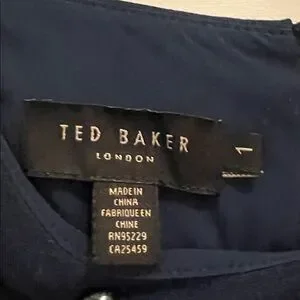 TED BAKER
LONDON
1
MADE IN
CHINA
FABRIQUE EN
CHINE
RN95229
CA25459